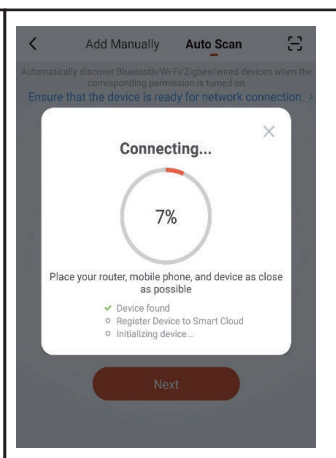 Add Manually Auto Scan
Automatically discover Bluetooth/Wi-Fi/Zigbee/wired devices when the
corresponding permission is turned on
Ensure that the device is ready for network connection. >
Connecting...
7%
Place your router, mobile phone, and device as close
as possible
Device found
Register Device to Smart Cloud
Initializing device...
Next